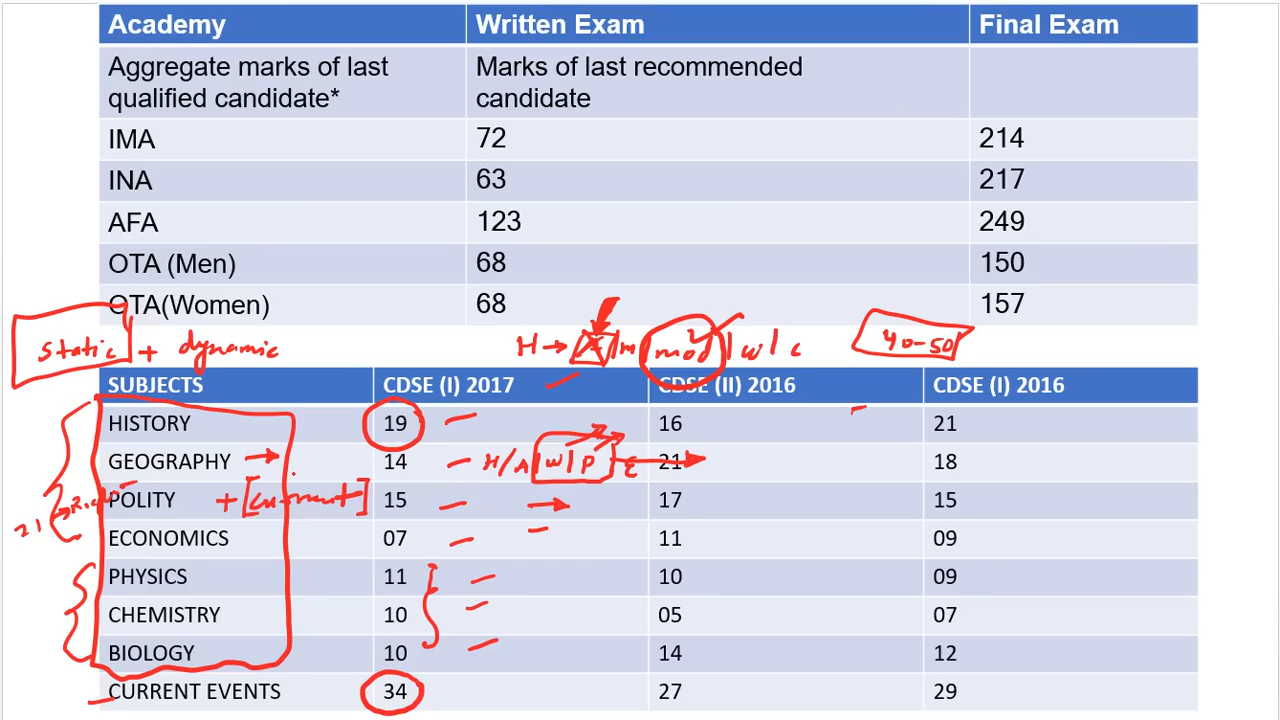 Academy Written Exam Final Exam
Aggregate marks of last qualified candidate* Marks of last recommended candidate
IMA 72 214
INA 63 217
AFA 123 249
OTA (Men) 68 150
OTA(Women) 68 157
static + dynamic H → /m/mod/w/c 40-50
SUBJECTS CDSE (I) 2017 CDSE (II) 2016 CDSE (I) 2016
HISTORY 19 16 21
GEOGRAPHY 14 H/A/w/P E 21 18
POLITY + [current] 15 17 15
ECONOMICS 07 11 09
PHYSICS 11 10 09
CHEMISTRY 10 05 07
BIOLOGY 10 14 12
CURRENT EVENTS 34 27 29
21